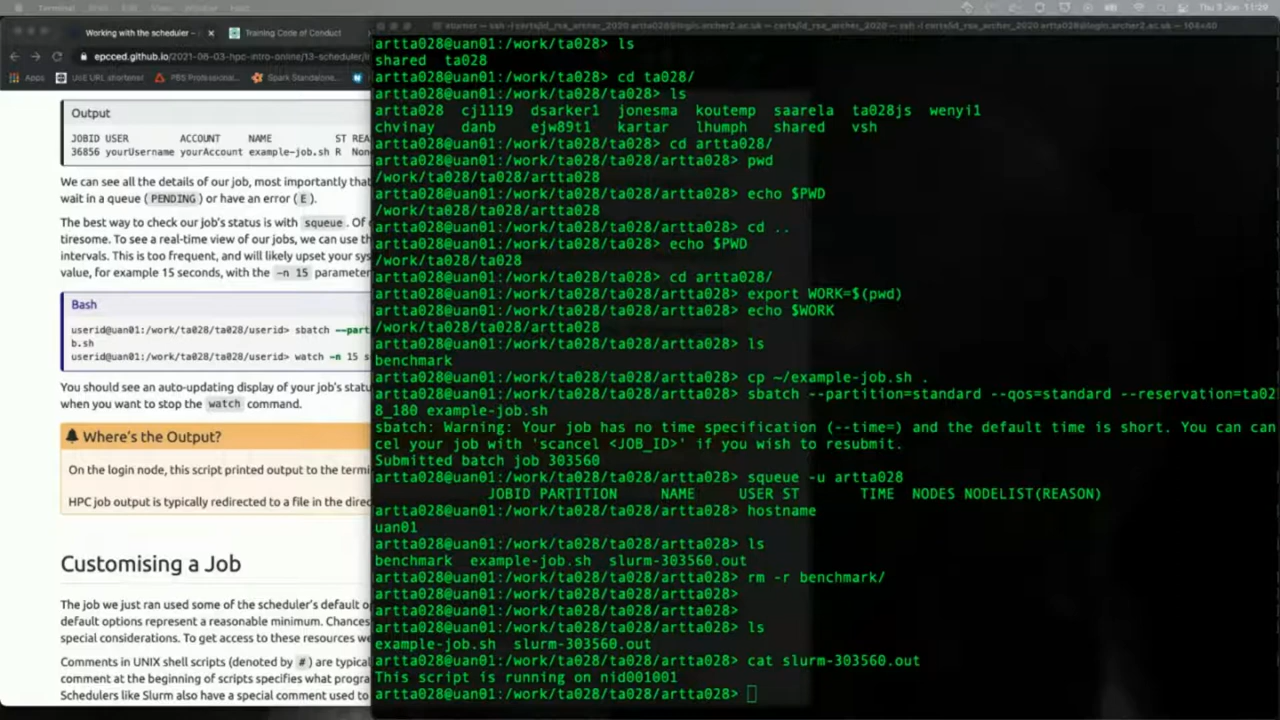 Terminal Shell Edit View Window Help
Thu 3 Jun 11:29
eturner — ssh -i certs/id_rsa_archer_2020 artta028@login.archer2.ac.uk
Working with the scheduler –
Training Code of Conduct
epcced.github.io/2021-06-03-hpc-intro-online/13-scheduler/
Apps UoE URL shortener PBS Professional... Spark Standalone...
Output
JOBID USER ACCOUNT NAME ST REA
36856 yourUsername yourAccount example-job.sh R Non
We can see all the details of our job, most importantly that
wait in a queue ( PENDING ) or have an error ( E ).
The best way to check our job's status is with squeue . Of
tiresome. To see a real-time view of our jobs, we can use th
intervals. This is too frequent, and will likely upset your sys
value, for example 15 seconds, with the -n 15 parameter
Bash
userid@uan01:/work/ta028/ta028/userid> sbatch --part
b.sh
userid@uan01:/work/ta028/ta028/userid> watch -n 15 s
You should see an auto-updating display of your job's statu
when you want to stop the watch command.
Where's the Output?
On the login node, this script printed output to the termi
HPC job output is typically redirected to a file in the direc
Customising a Job
The job we just ran used some of the scheduler's default o
default options represent a reasonable minimum. Chances
special considerations. To get access to these resources we
Comments in UNIX shell scripts (denoted by # ) are typical
comment at the beginning of scripts specifies what progra
Schedulers like Slurm also have a special comment used to
artta028@uan01:/work/ta028> ls
shared ta028
artta028@uan01:/work/ta028> cd ta028/
artta028@uan01:/work/ta028/ta028> ls
artta028 cj1119 dsarker1 jonesma koutemp saarela ta028js wenyi1
chvinay danb ejw89t1 kartar lhumph shared vsh
artta028@uan01:/work/ta028/ta028> cd artta028/
artta028@uan01:/work/ta028/ta028/artta028> pwd
/work/ta028/ta028/artta028
artta028@uan01:/work/ta028/ta028/artta028> echo $PWD
/work/ta028/ta028/artta028
artta028@uan01:/work/ta028/ta028/artta028> cd ..
artta028@uan01:/work/ta028/ta028> echo $PWD
/work/ta028/ta028
artta028@uan01:/work/ta028/ta028> cd artta028/
artta028@uan01:/work/ta028/ta028/artta028> export WORK=$(pwd)
artta028@uan01:/work/ta028/ta028/artta028> echo $WORK
/work/ta028/ta028/artta028
artta028@uan01:/work/ta028/ta028/artta028> ls
benchmark
artta028@uan01:/work/ta028/ta028/artta028> cp ~/example-job.sh .
artta028@uan01:/work/ta028/ta028/artta028> sbatch --partition=standard --qos=standard --reservation=ta02
8_180 example-job.sh
sbatch: Warning: Your job has no time specification (--time=) and the default time is short. You can can
cel your job with 'scancel <JOB_ID>' if you wish to resubmit.
Submitted batch job 303560
artta028@uan01:/work/ta028/ta028/artta028> squeue -u artta028
JOBID PARTITION NAME USER ST TIME NODES NODELIST(REASON)
artta028@uan01:/work/ta028/ta028/artta028> hostname
uan01
artta028@uan01:/work/ta028/ta028/artta028> ls
benchmark example-job.sh slurm-303560.out
artta028@uan01:/work/ta028/ta028/artta028> rm -r benchmark/
artta028@uan01:/work/ta028/ta028/artta028>
artta028@uan01:/work/ta028/ta028/artta028>
artta028@uan01:/work/ta028/ta028/artta028> ls
example-job.sh slurm-303560.out
artta028@uan01:/work/ta028/ta028/artta028> cat slurm-303560.out
This script is running on nid001001
artta028@uan01:/work/ta028/ta028/artta028>